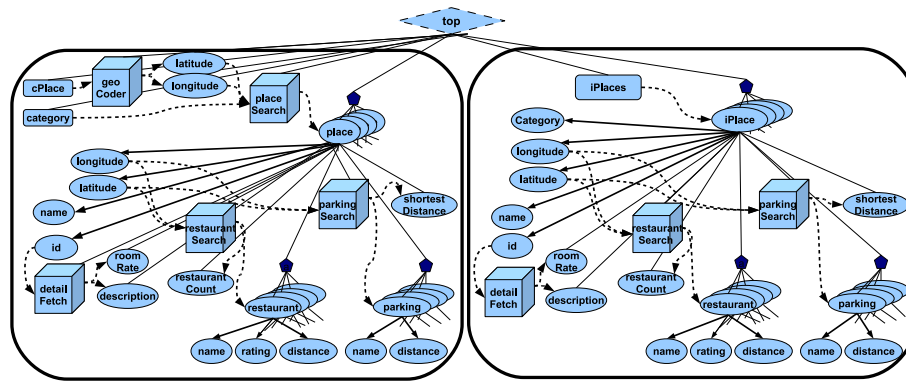 top
cPlace
geo
Coder
latitude
longitude
category
place
Search
place
longitude
latitude
name
id
restaurant
Search
parking
Search
shortest
Distance
detail
Fetch
room
Rate
description
restaurant
Count
restaurant
parking
name
rating
distance
name
distance
iPlaces
iPlace
Category
longitude
latitude
name
id
restaurant
Search
parking
Search
shortest
Distance
detail
Fetch
room
Rate
description
restaurant
Count
restaurant
parking
name
rating
distance
name
distance